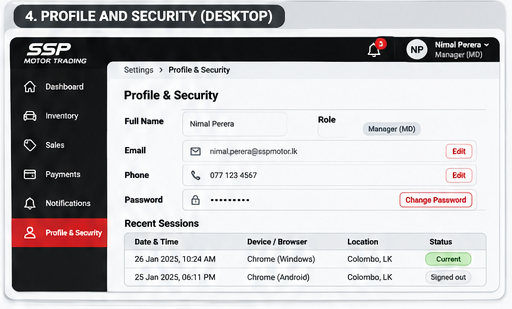 4. PROFILE AND SECURITY (DESKTOP)
SSP
MOTOR TRADING
3
NP
Nimal Perera
Manager (MD)
Dashboard
Inventory
Sales
Payments
Notifications
Profile & Security
Settings > Profile & Security
Profile & Security
Full Name
Nimal Perera
Role
Manager (MD)
Email
nimal.perera@sspmotor.lk
Edit
Phone
077 123 4567
Edit
Password
•••••••••
Change Password
Recent Sessions
Date & Time Device / Browser Location Status
26 Jan 2025, 10:24 AM Chrome (Windows) Colombo, LK Current
25 Jan 2025, 06:11 PM Chrome (Android) Colombo, LK Signed out